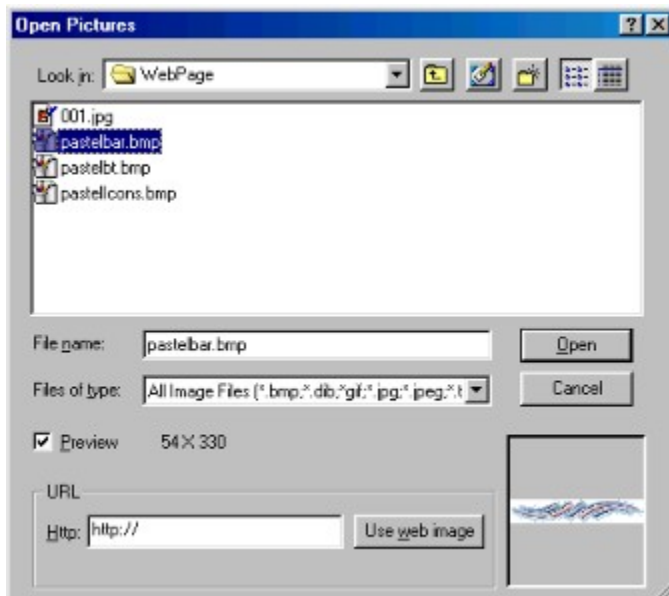 Open Pictures
Look in: WebPage
001.jpg
pastelbar.bmp
pastelbt.bmp
pastelIcons.bmp
File name: pastelbar.bmp Open
Files of type: All Image Files (*.bmp,*.dib,*gif;*.jpg;*.jpeg;*.t Cancel
Preview 54 X 330
URL
Http: http:// Use web image